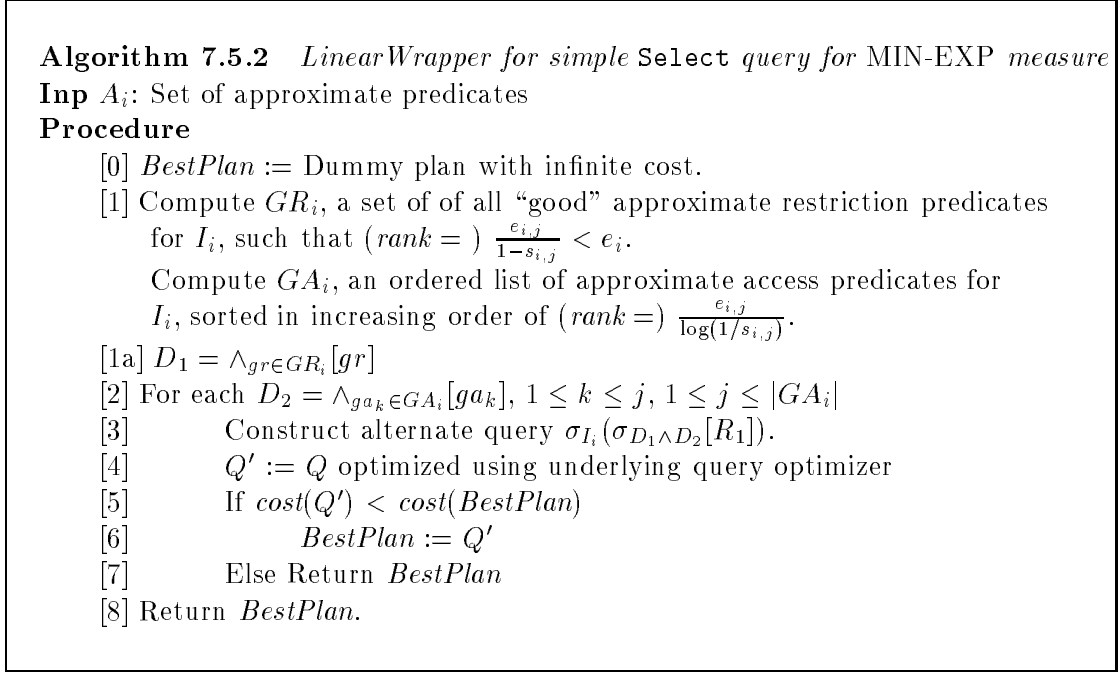 Algorithm 7.5.2 LinearWrapper for simple Select query for MIN-EXP measure
Inp A_i: Set of approximate predicates
Procedure
[0] BestPlan := Dummy plan with infinite cost.
[1] Compute GR_i, a set of of all “good” approximate restriction predicates
for I_i, such that (rank = ) \frac{e_{i,j}}{1-s_{i,j}} < e_i.
Compute GA_i, an ordered list of approximate access predicates for
I_i, sorted in increasing order of (rank =) \frac{e_{i,j}}{\log(1/s_{i,j})}.
[1a] D_1 = ∧_{gr∈GR_i}[gr]
[2] For each D_2 = ∧_{ga_k∈GA_i}[ga_k], 1 ≤ k ≤ j, 1 ≤ j ≤ |GA_i|
[3] Construct alternate query σ_{I_i}(σ_{D_1∧D_2}[R_1]).
[4] Q′ := Q optimized using underlying query optimizer
[5] If cost(Q′) < cost(BestPlan)
[6] BestPlan := Q′
[7] Else Return BestPlan
[8] Return BestPlan.